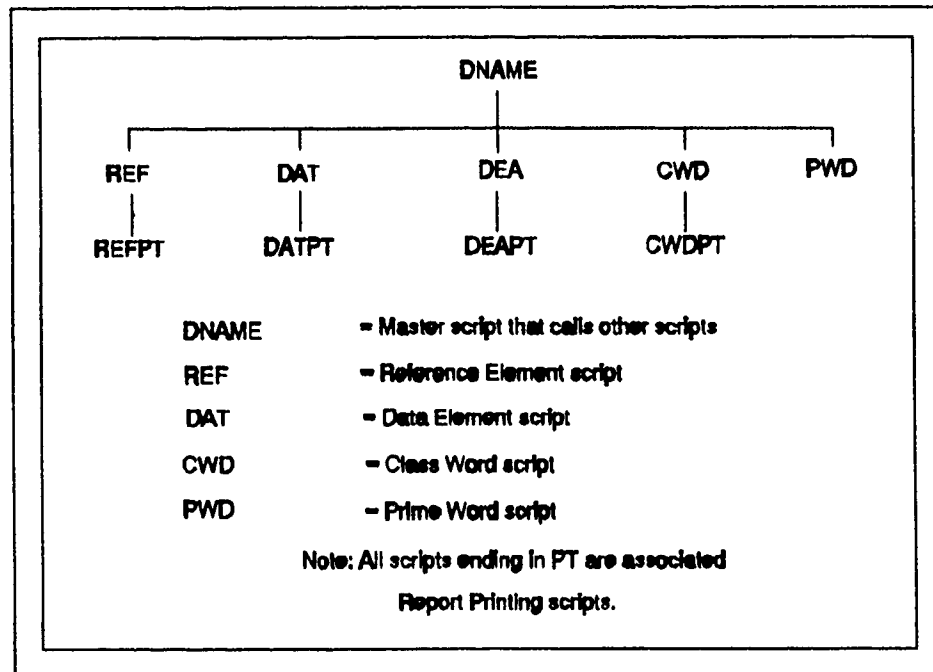 DNAME
REF DAT DEA CWD PWD
REFPT DATPT DEAPT CWDPT
DNAME = Master script that calls other scripts
REF = Reference Element script
DAT = Data Element script
CWD = Class Word script
PWD = Prime Word script
Note: All scripts ending in PT are associated
Report Printing scripts.